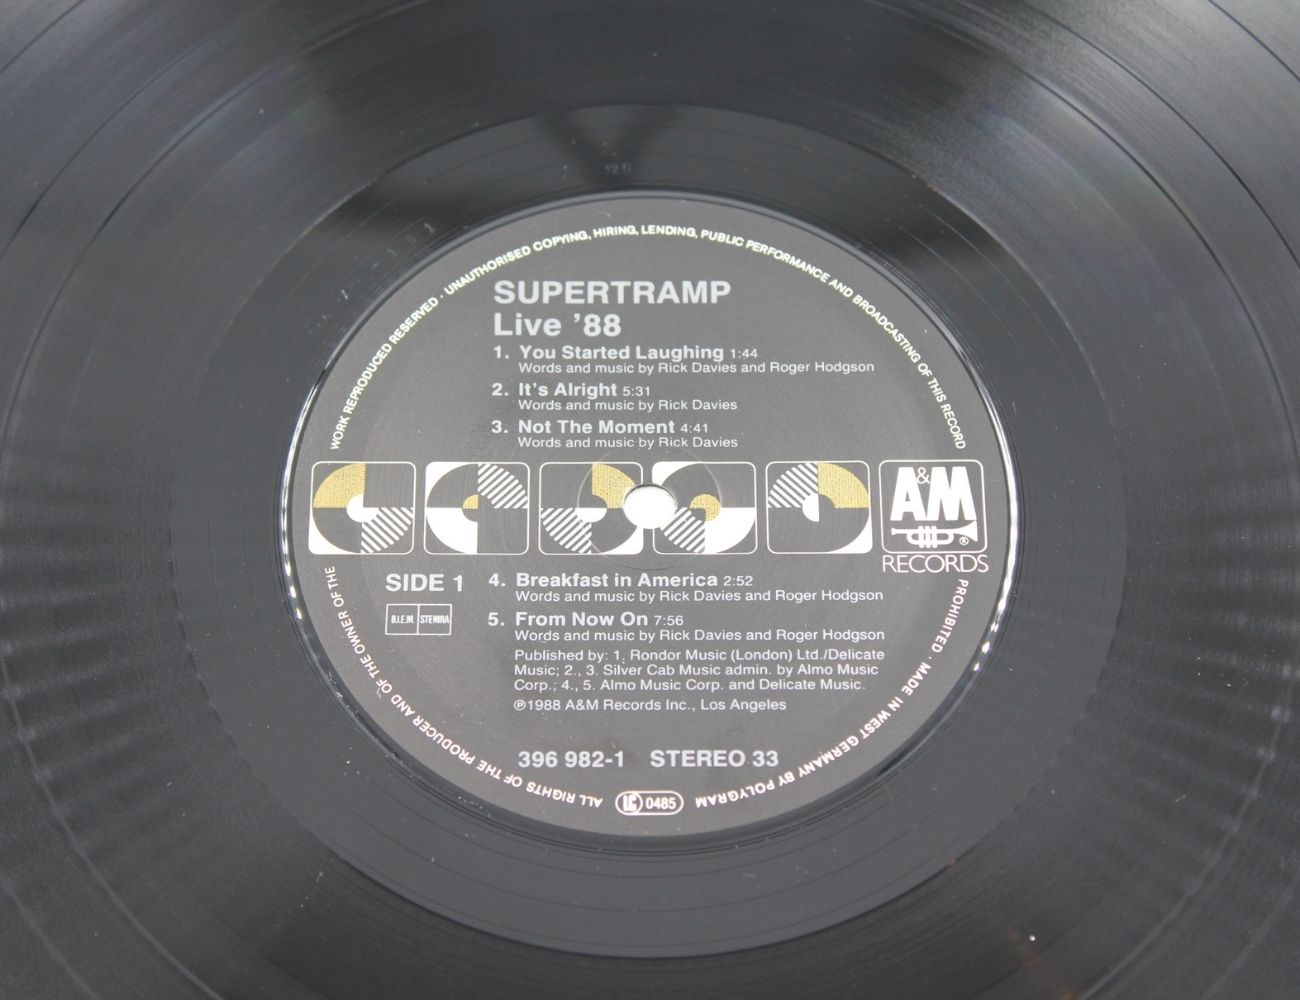 120
WORK REPRODUCED RESERVED · UNAUTHORISED COPYING, HIRING, LENDING, PUBLIC PERFORMANCE AND BROADCASTING OF THIS RECORD
SUPERTRAMP
Live '88
1. You Started Laughing 1:44
Words and music by Rick Davies and Roger Hodgson
2. It's Alright 5:31
Words and music by Rick Davies
3. Not The Moment 4:41
Words and music by Rick Davies
A&M
®
RECORDS
SIDE 1
B.I.E.M. STEMRA
4. Breakfast in America 2:52
Words and music by Rick Davies and Roger Hodgson
5. From Now On 7:56
Words and music by Rick Davies and Roger Hodgson
Published by: 1. Rondor Music (London) Ltd./Delicate
Music; 2., 3. Silver Cab Music admin. by Almo Music
Corp.; 4., 5. Almo Music Corp. and Delicate Music.
℗1988 A&M Records Inc., Los Angeles
396 982-1 STEREO 33
PROHIBITED · MADE IN WEST GERMANY BY POLYGRAM
LC 0485
ALL RIGHTS OF THE PRODUCER AND OF THE OWNER OF THE